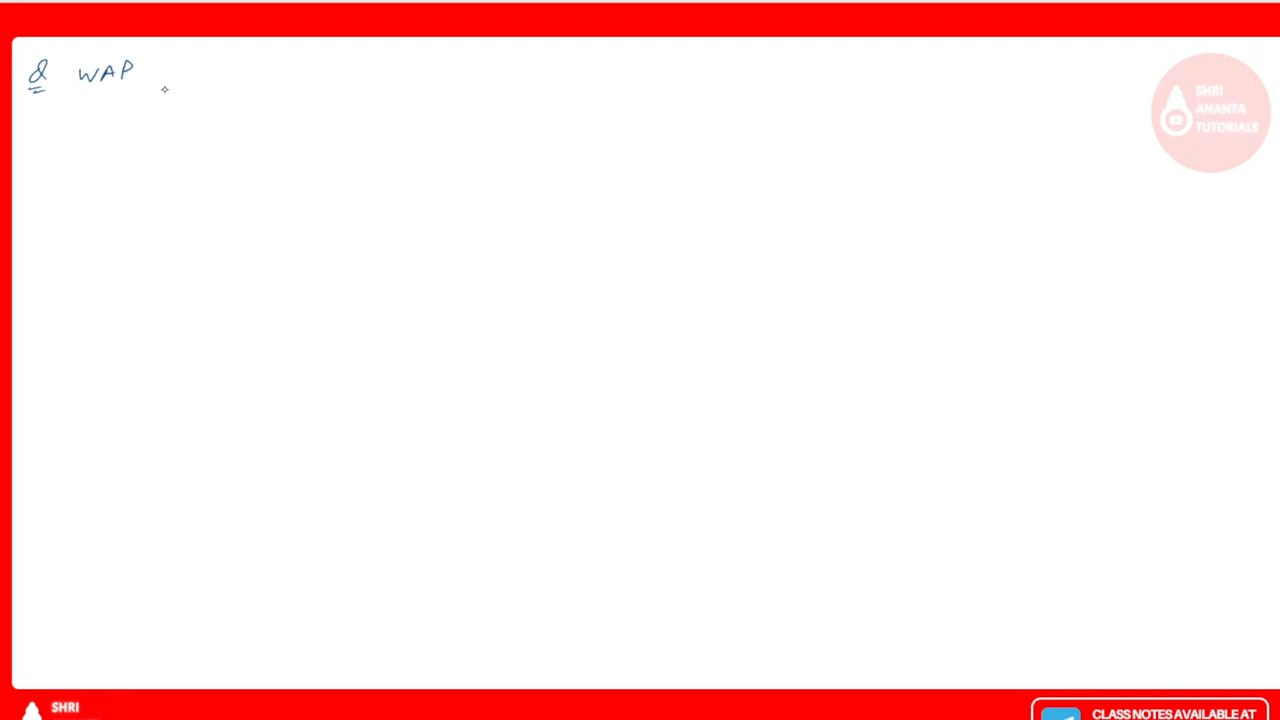 Q WAP
SHRI
ANANTA
TUTORIALS
SHRI
CLASS NOTES AVAILABLE AT